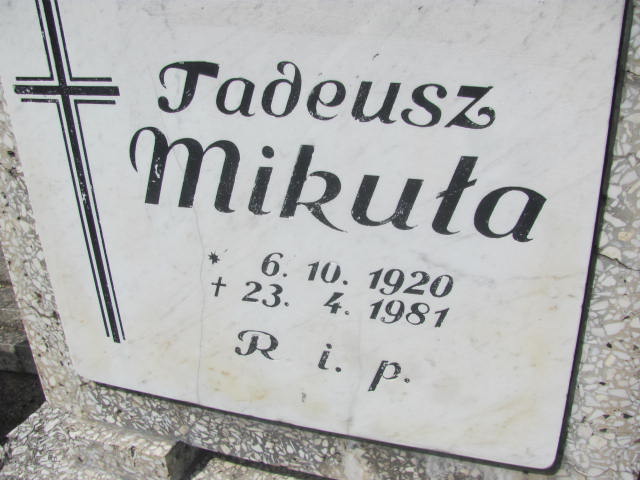 Tadeusz
Mikuła
* 6. 10. 1920
† 23. 4. 1981
R i. p.